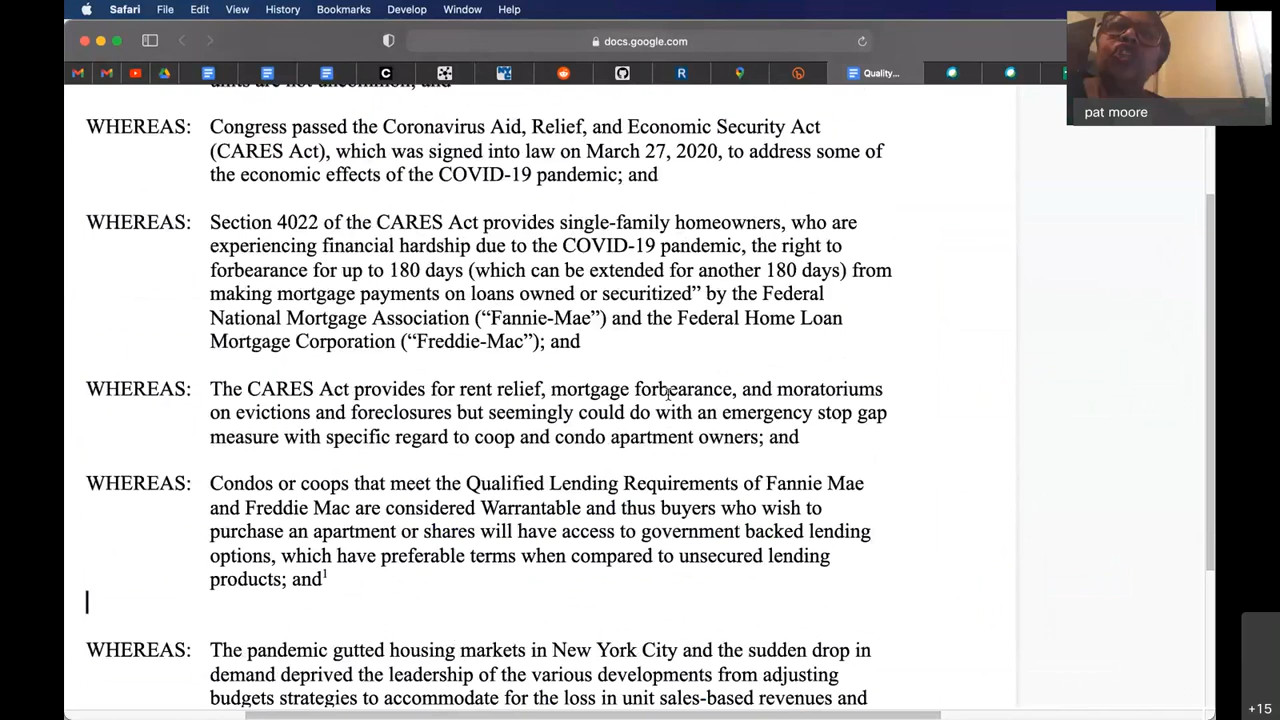 Safari File Edit View History Bookmarks Develop Window Help
docs.google.com
Quality...
pat moore
units are not uncommon; and
WHEREAS: Congress passed the Coronavirus Aid, Relief, and Economic Security Act
(CARES Act), which was signed into law on March 27, 2020, to address some of
the economic effects of the COVID-19 pandemic; and
WHEREAS: Section 4022 of the CARES Act provides single-family homeowners, who are
experiencing financial hardship due to the COVID-19 pandemic, the right to
forbearance for up to 180 days (which can be extended for another 180 days) from
making mortgage payments on loans owned or securitized” by the Federal
National Mortgage Association (“Fannie-Mae”) and the Federal Home Loan
Mortgage Corporation (“Freddie-Mac”); and
WHEREAS: The CARES Act provides for rent relief, mortgage forbearance, and moratoriums
on evictions and foreclosures but seemingly could do with an emergency stop gap
measure with specific regard to coop and condo apartment owners; and
WHEREAS: Condos or coops that meet the Qualified Lending Requirements of Fannie Mae
and Freddie Mac are considered Warrantable and thus buyers who wish to
purchase an apartment or shares will have access to government backed lending
options, which have preferable terms when compared to unsecured lending
products; and¹
WHEREAS: The pandemic gutted housing markets in New York City and the sudden drop in
demand deprived the leadership of the various developments from adjusting
budgets strategies to accommodate for the loss in unit sales-based revenues and
+15